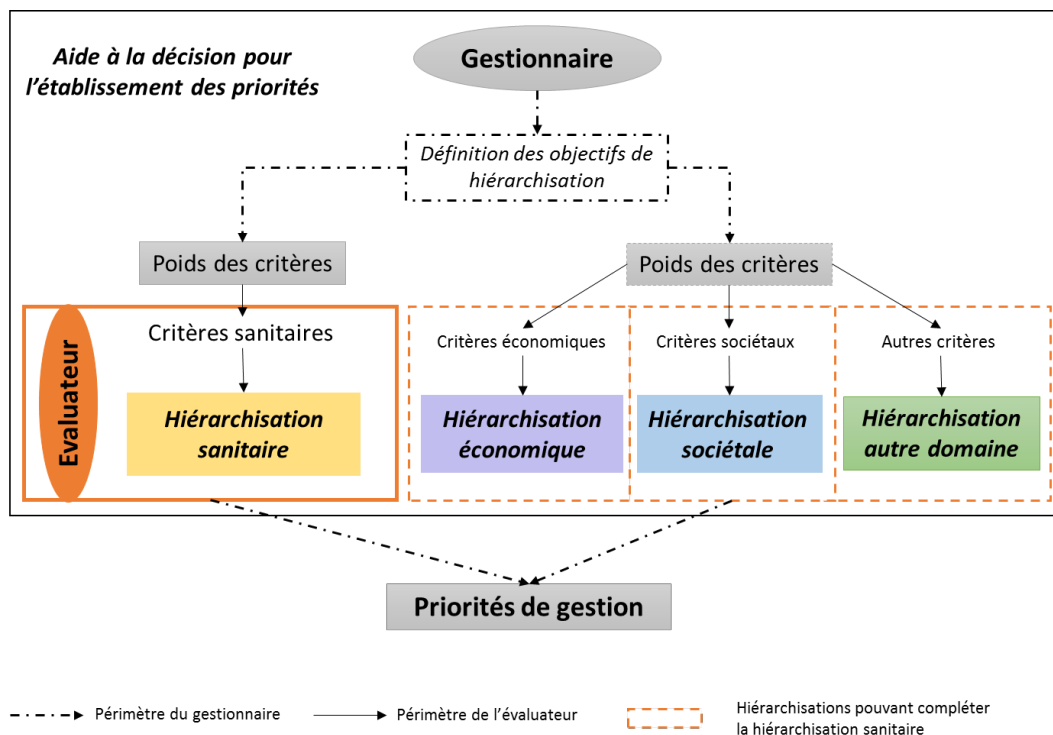 Aide à la décision pour
l'établissement des priorités
Gestionnaire
Définition des objectifs de
hiérarchisation
Poids des critères
Poids des critères
Evaluateur
Critères sanitaires
Critères économiques
Critères sociétaux
Autres critères
Hiérarchisation
sanitaire
Hiérarchisation
économique
Hiérarchisation
sociétale
Hiérarchisation
autre domaine
Priorités de gestion
Périmètre du gestionnaire
Périmètre de l'évaluateur
Hiérarchisations pouvant compléter
la hiérarchisation sanitaire